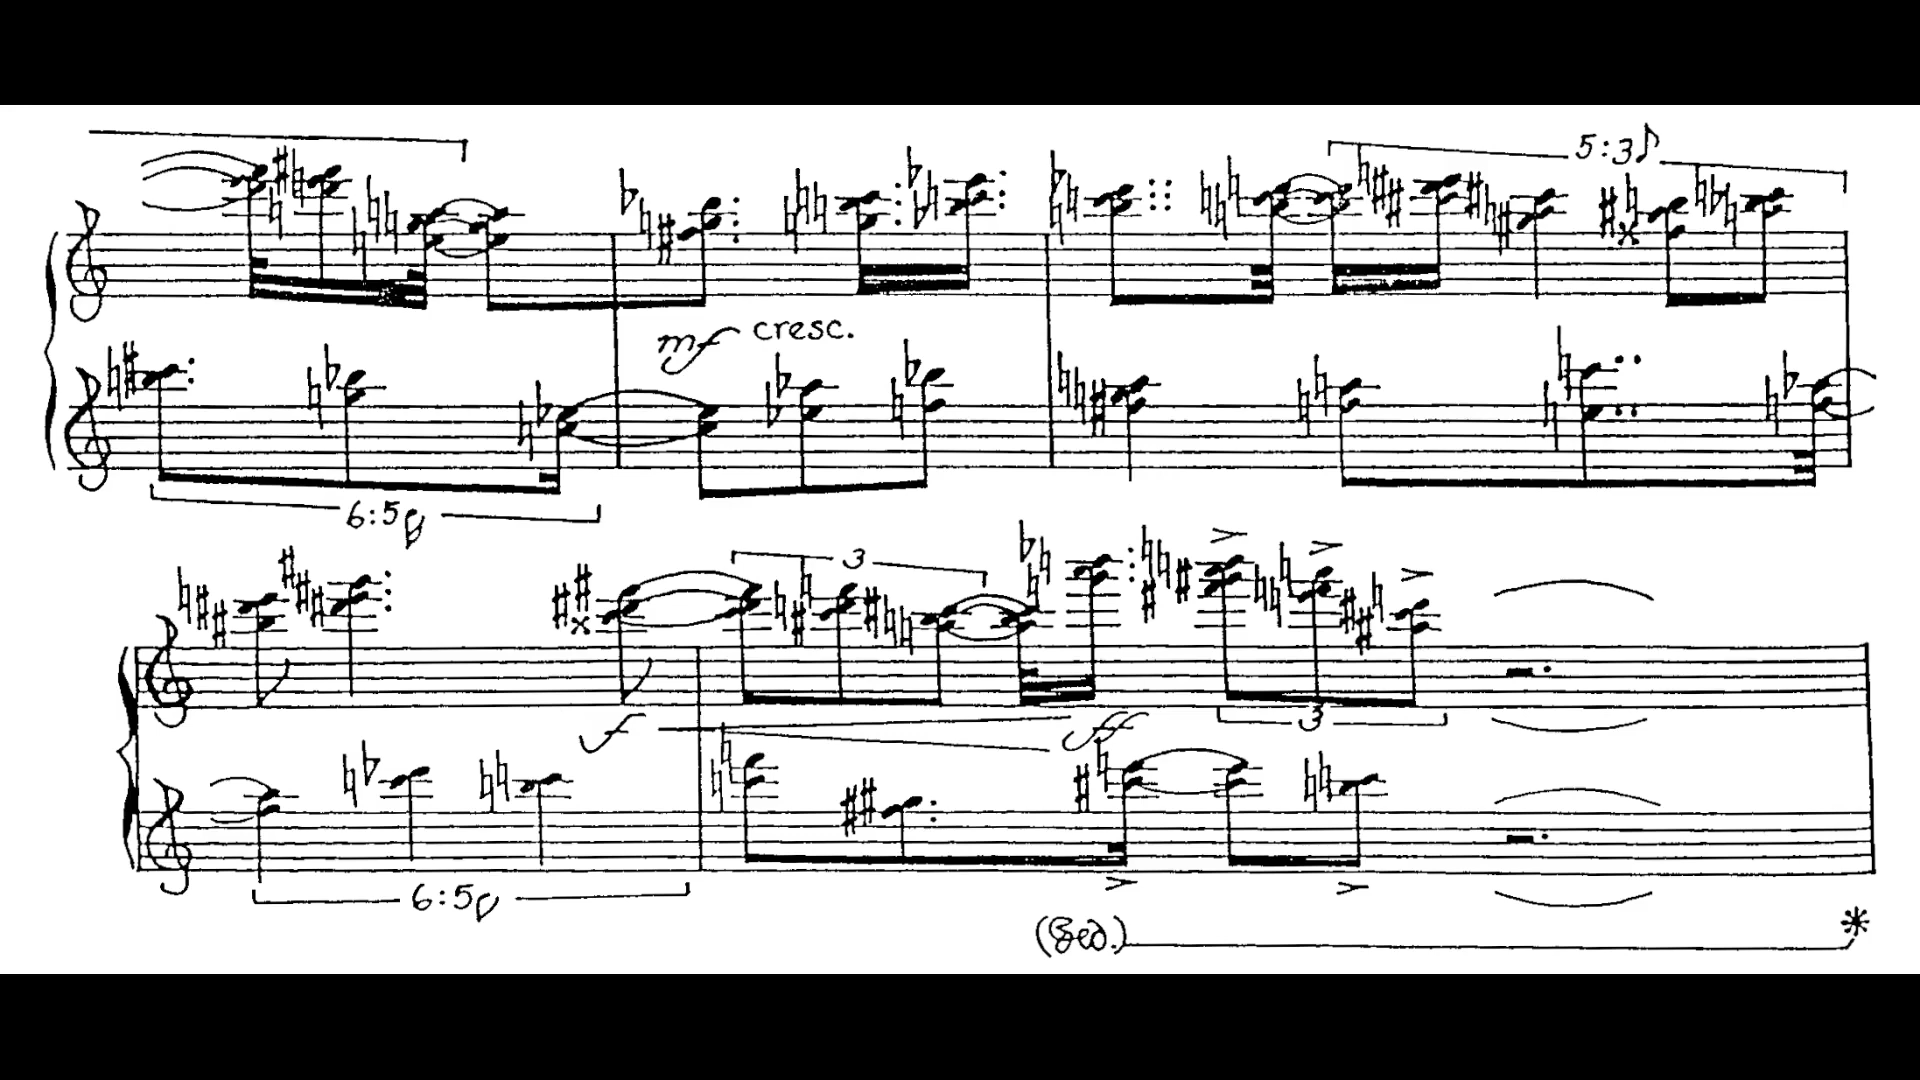 5:3♪
mf cresc.
6:5♪
3
f ff
3
6:5♪
(Ped.) *